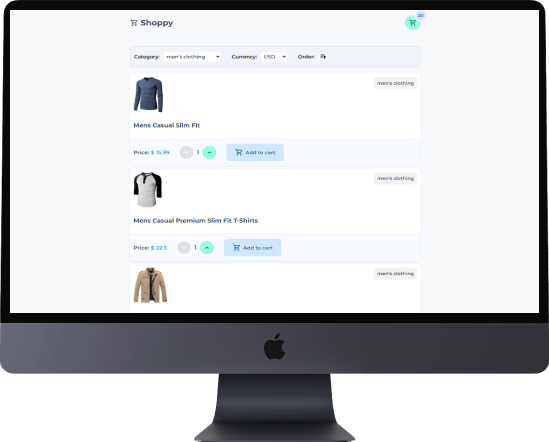 Shoppy
20
Category: men's clothing Currency: USD Order:
men's clothing
Mens Casual Slim Fit
Price: $ 15.99 - 1 Add to cart
men's clothing
Mens Casual Premium Slim Fit T-Shirts
Price: $ 22.3 - 1 Add to cart
men's clothing